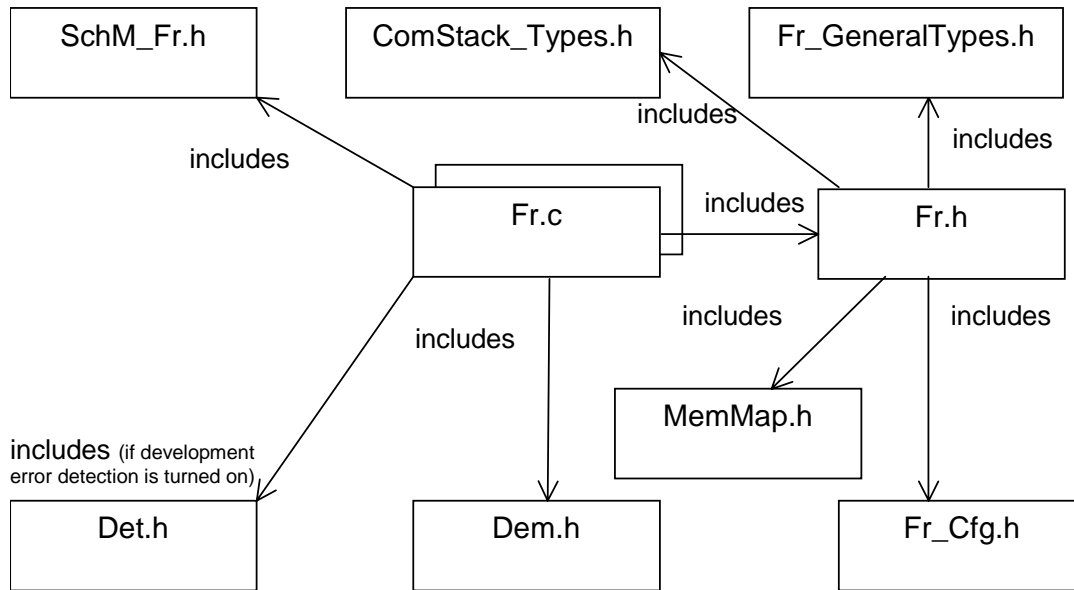 SchM_Fr.h
ComStack_Types.h
Fr_GeneralTypes.h
includes
includes
includes
Fr.c
includes
Fr.h
includes
includes
includes
MemMap.h
includes (if development
error detection is turned on)
Det.h
Dem.h
Fr_Cfg.h